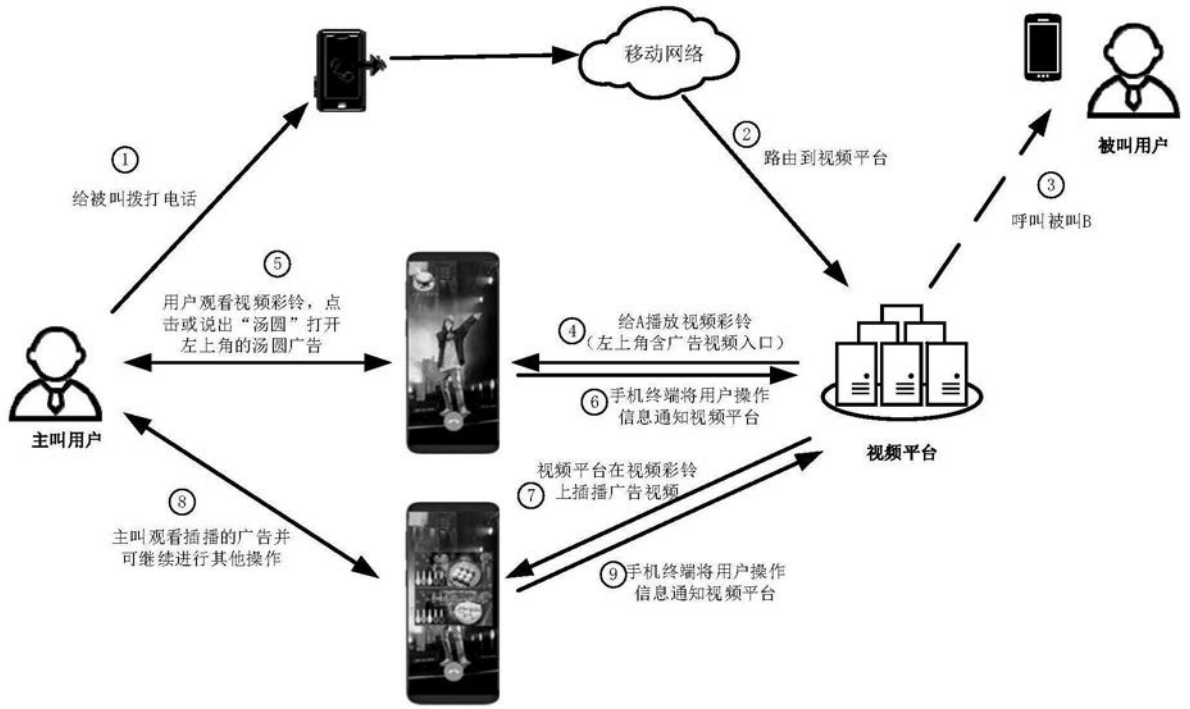 移动网络
①
给被叫拨打电话
②
路由到视频平台
被叫用户
③
呼叫被叫B
⑤
用户观看视频彩铃，点
击或说出“汤圆”打开
左上角的汤圆广告
④
给A播放视频彩铃
（左上角含广告视频入口）
⑥
手机终端将用户操作
信息通知视频平台
主叫用户
视频平台
⑦
视频平台在视频彩铃
上插播广告视频
⑧
主叫观看插播的广告并
可继续进行其他操作
⑨
手机终端将用户操作
信息通知视频平台